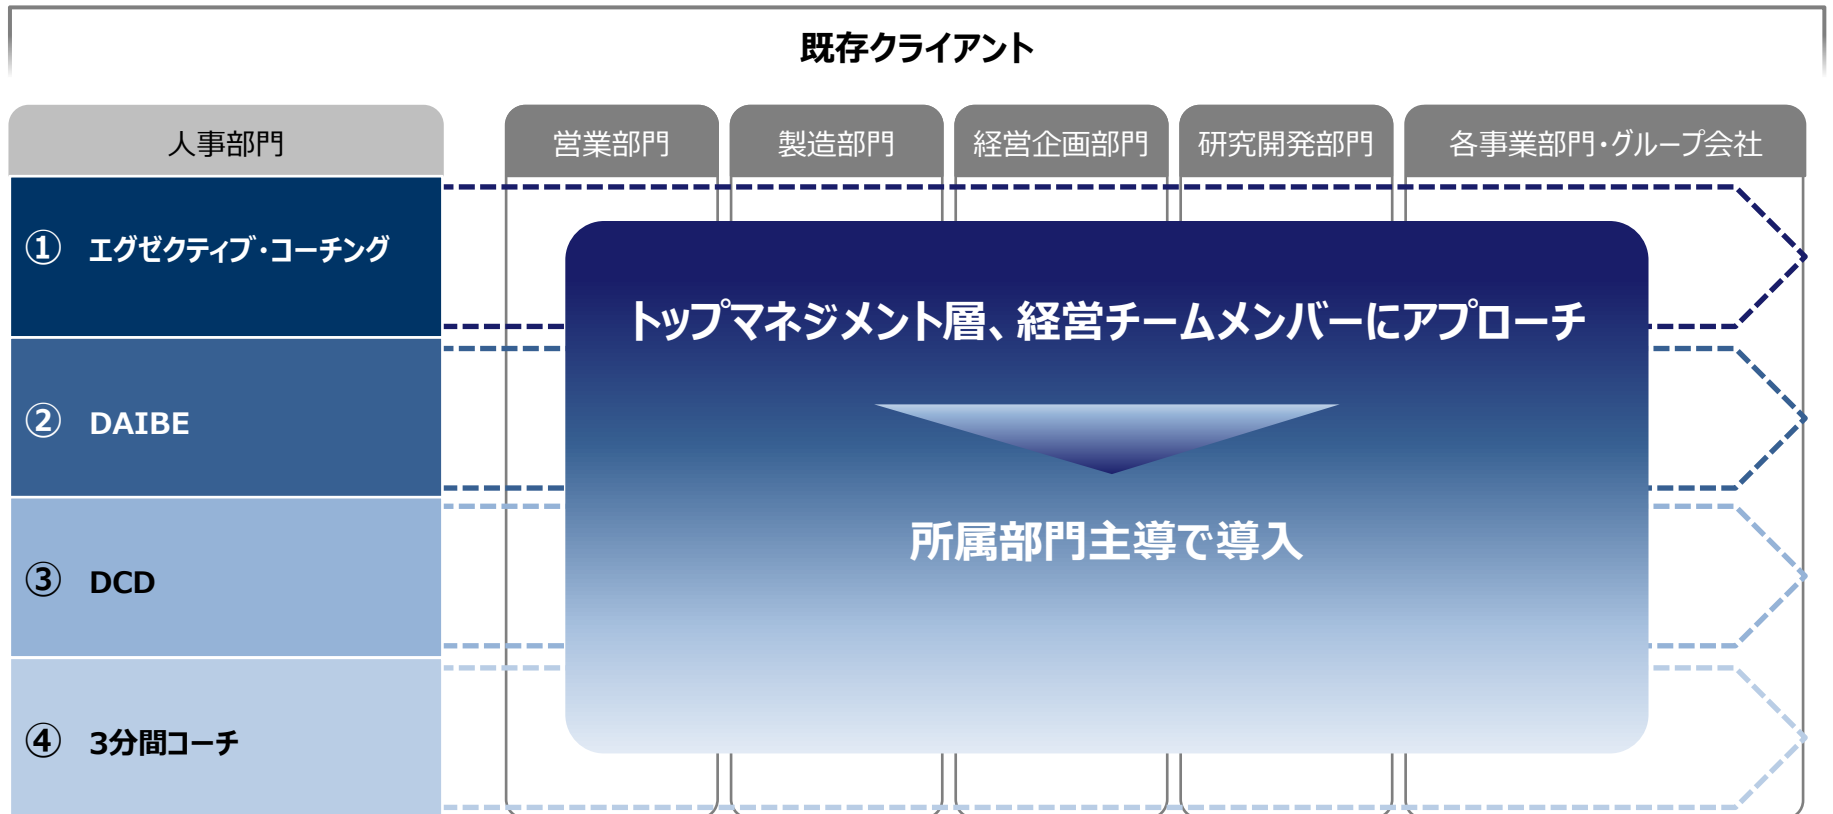 既存クライアント
人事部門
営業部門
製造部門
経営企画部門
研究開発部門
各事業部門・グループ会社
① エグゼクティブ・コーチング
トップマネジメント層、経営チームメンバーにアプローチ
② DAIBE
所属部門主導で導入
③ DCD
④ 3分間コーチ